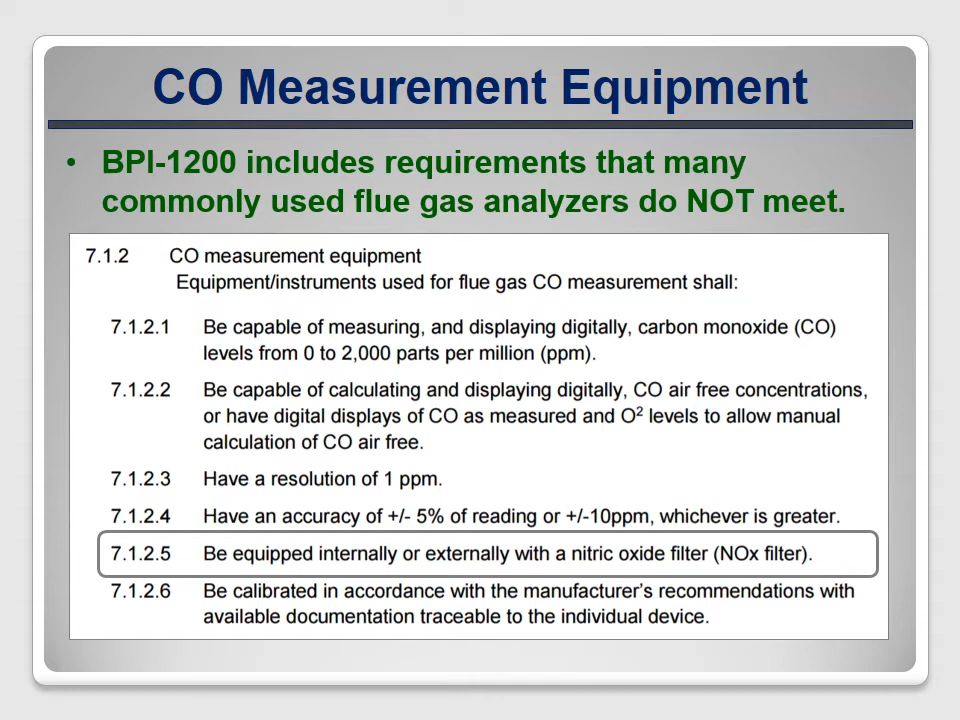 CO Measurement Equipment
• BPI-1200 includes requirements that many
commonly used flue gas analyzers do NOT meet.
7.1.2 CO measurement equipment
Equipment/instruments used for flue gas CO measurement shall:
7.1.2.1 Be capable of measuring, and displaying digitally, carbon monoxide (CO)
levels from 0 to 2,000 parts per million (ppm).
7.1.2.2 Be capable of calculating and displaying digitally, CO air free concentrations,
or have digital displays of CO as measured and O² levels to allow manual
calculation of CO air free.
7.1.2.3 Have a resolution of 1 ppm.
7.1.2.4 Have an accuracy of +/- 5% of reading or +/-10ppm, whichever is greater.
7.1.2.5 Be equipped internally or externally with a nitric oxide filter (NOx filter).
7.1.2.6 Be calibrated in accordance with the manufacturer’s recommendations with
available documentation traceable to the individual device.